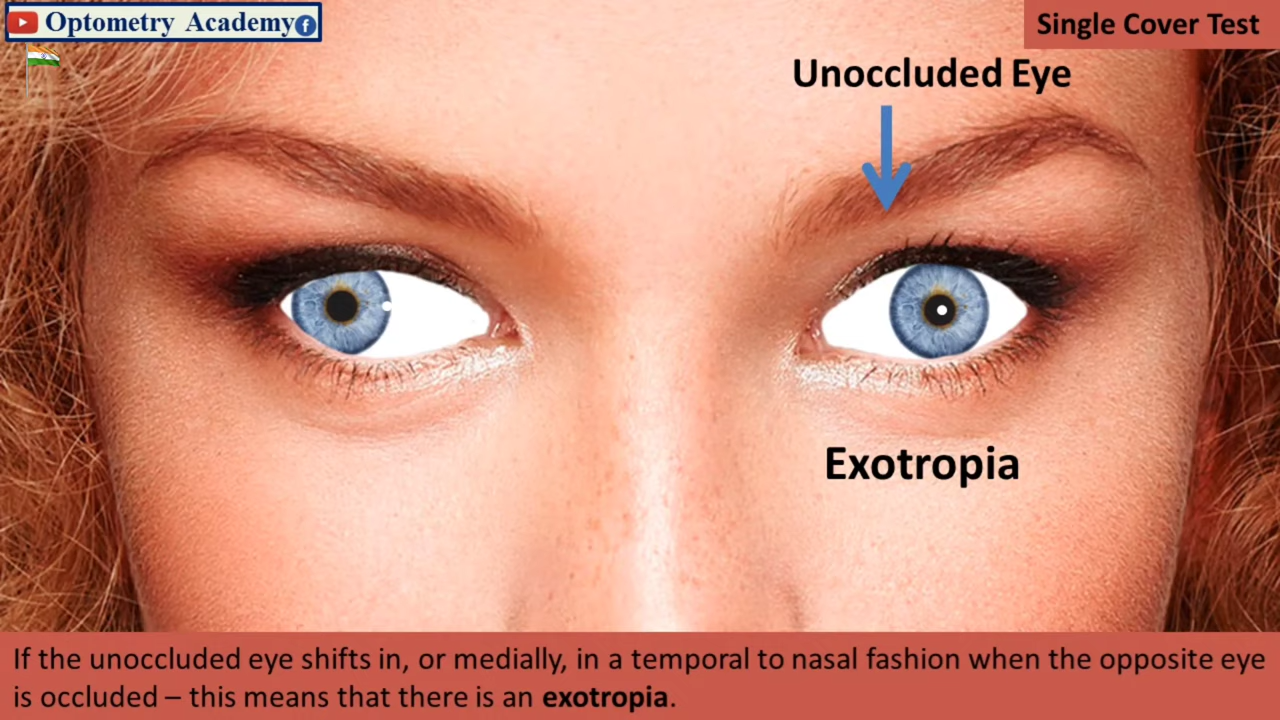 Optometry Academy
Single Cover Test
Unoccluded Eye
Exotropia
If the unoccluded eye shifts in, or medially, in a temporal to nasal fashion when the opposite eye
is occluded – this means that there is an exotropia.